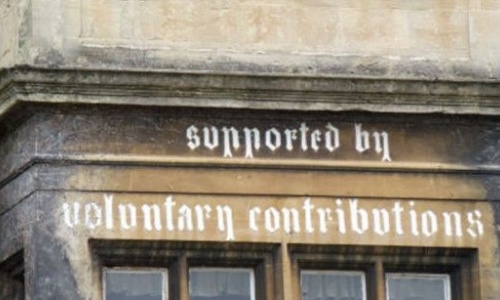 supported by
voluntary contributions